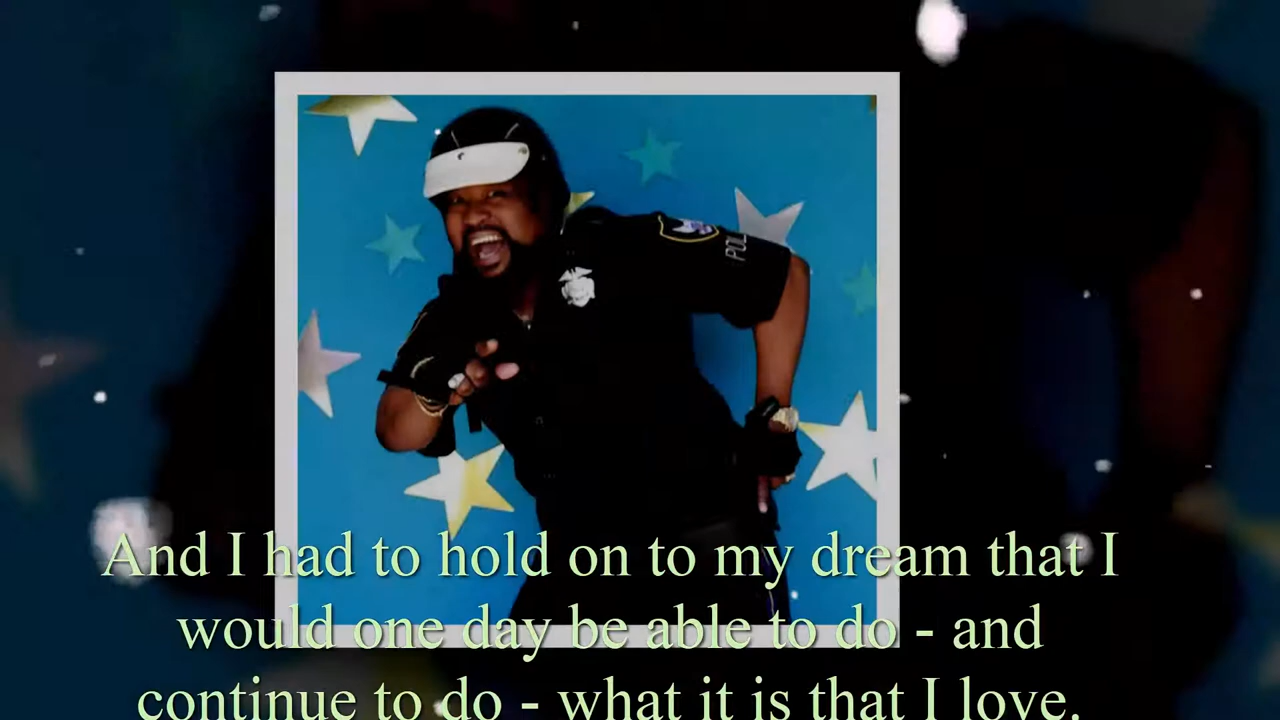 POL
And I had to hold on to my dream that I
would one day be able to do - and
continue to do - what it is that I love.